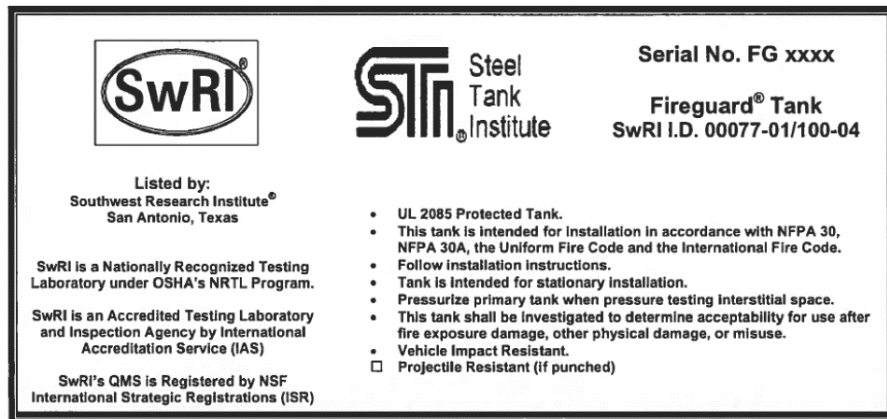 SwRI®
Listed by:
Southwest Research Institute®
San Antonio, Texas
SwRI is a Nationally Recognized Testing
Laboratory under OSHA's NRTL Program.
SwRI is an Accredited Testing Laboratory
and Inspection Agency by International
Accreditation Service (IAS)
SwRI's QMS is Registered by NSF
International Strategic Registrations (ISR)
STI®
Steel
Tank
Institute
Serial No. FG xxxx
Fireguard® Tank
SwRI I.D. 00077-01/100-04
• UL 2085 Protected Tank.
• This tank is intended for installation in accordance with NFPA 30,
NFPA 30A, the Uniform Fire Code and the International Fire Code.
• Follow installation instructions.
• Tank is intended for stationary installation.
• Pressurize primary tank when pressure testing interstitial space.
• This tank shall be investigated to determine acceptability for use after
fire exposure damage, other physical damage, or misuse.
• Vehicle Impact Resistant.
☐ Projectile Resistant (if punched)